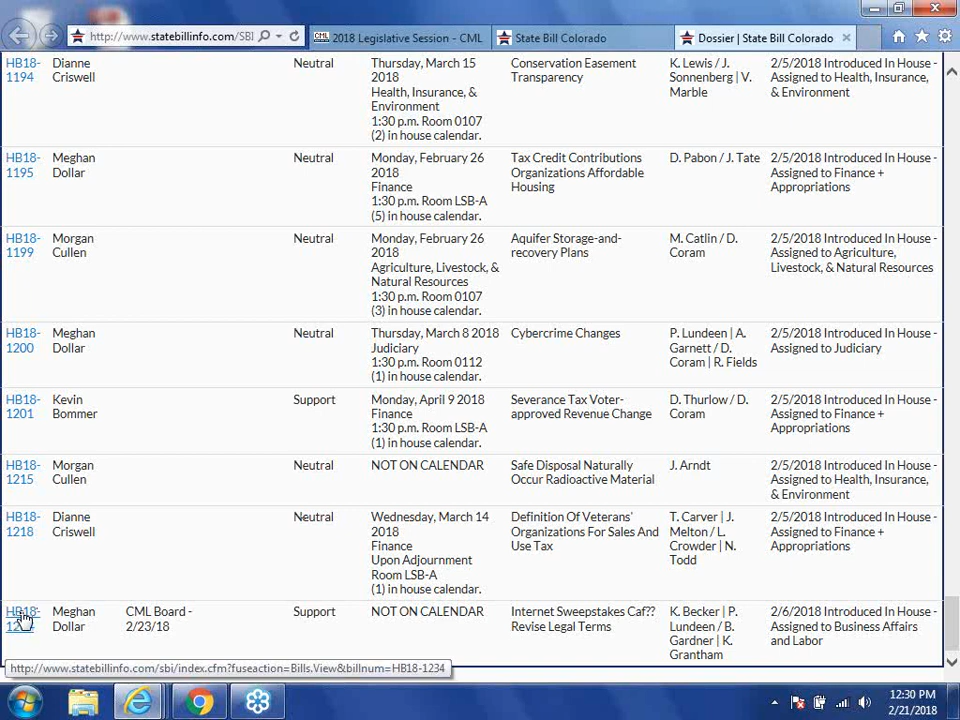 http://www.statebillinfo.com/SBI
2018 Legislative Session - CML
State Bill Colorado
Dossier | State Bill Colorado
HB18-1194 Dianne Criswell Neutral Thursday, March 15 2018 Health, Insurance, & Environment 1:30 p.m. Room 0107 (2) in house calendar. Conservation Easement Transparency K. Lewis / J. Sonnenberg | V. Marble 2/5/2018 Introduced In House - Assigned to Health, Insurance, & Environment
HB18-1195 Meghan Dollar Neutral Monday, February 26 2018 Finance 1:30 p.m. Room LSB-A (5) in house calendar. Tax Credit Contributions Organizations Affordable Housing D. Pabon / J. Tate 2/5/2018 Introduced In House - Assigned to Finance + Appropriations
HB18-1199 Morgan Cullen Neutral Monday, February 26 2018 Agriculture, Livestock, & Natural Resources 1:30 p.m. Room 0107 (3) in house calendar. Aquifer Storage-and-recovery Plans M. Catlin / D. Coram 2/5/2018 Introduced In House - Assigned to Agriculture, Livestock, & Natural Resources
HB18-1200 Meghan Dollar Neutral Thursday, March 8 2018 Judiciary 1:30 p.m. Room 0112 (1) in house calendar. Cybercrime Changes P. Lundeen | A. Garnett / D. Coram | R. Fields 2/5/2018 Introduced In House - Assigned to Judiciary
HB18-1201 Kevin Bommer Support Monday, April 9 2018 Finance 1:30 p.m. Room LSB-A (1) in house calendar. Severance Tax Voter-approved Revenue Change D. Thurlow / D. Coram 2/5/2018 Introduced In House - Assigned to Finance + Appropriations
HB18-1215 Morgan Cullen Neutral NOT ON CALENDAR Safe Disposal Naturally Occur Radioactive Material J. Arndt 2/5/2018 Introduced In House - Assigned to Health, Insurance, & Environment
HB18-1218 Dianne Criswell Neutral Wednesday, March 14 2018 Finance Upon Adjournment Room LSB-A (1) in house calendar. Definition Of Veterans' Organizations For Sales And Use Tax T. Carver | J. Melton / L. Crowder | N. Todd 2/5/2018 Introduced In House - Assigned to Finance + Appropriations
HB18- Meghan Dollar CML Board - 2/23/18 Support NOT ON CALENDAR Internet Sweepstakes Caf?? Revise Legal Terms K. Becker | P. Lundeen / B. Gardner | K. Grantham 2/6/2018 Introduced In House - Assigned to Business Affairs and Labor
http://www.statebillinfo.com/sbi/index.cfm?fuseaction=Bills.View&billnum=HB18-1234
12:30 PM
2/21/2018